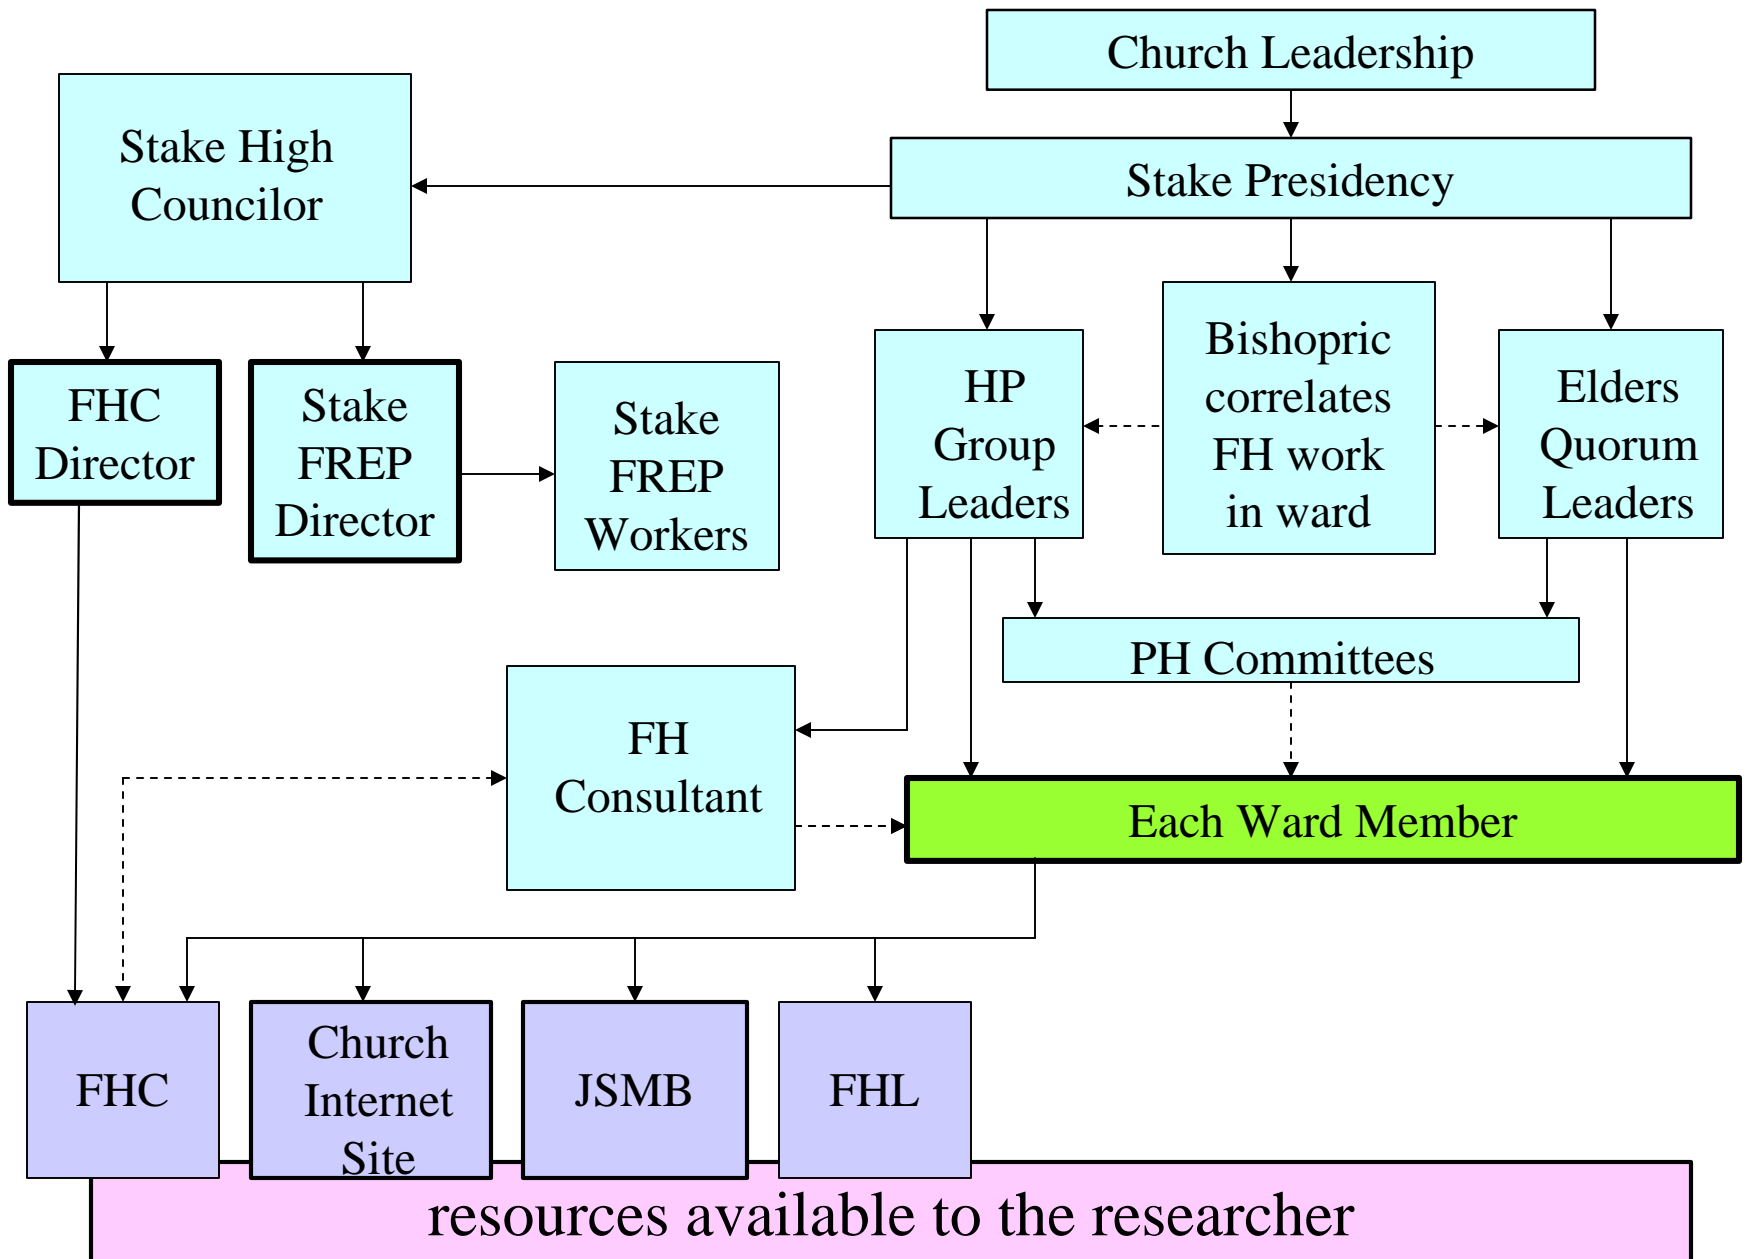 Church Leadership
Stake High
Councilor
Stake Presidency
FHC
Director
Stake
FREP
Director
Stake
FREP
Workers
HP
Group
Leaders
Bishopric
correlates
FH work
in ward
Elders
Quorum
Leaders
PH Committees
FH
Consultant
Each Ward Member
FHC
Church
Internet
Site
JSMB
FHL
resources available to the researcher